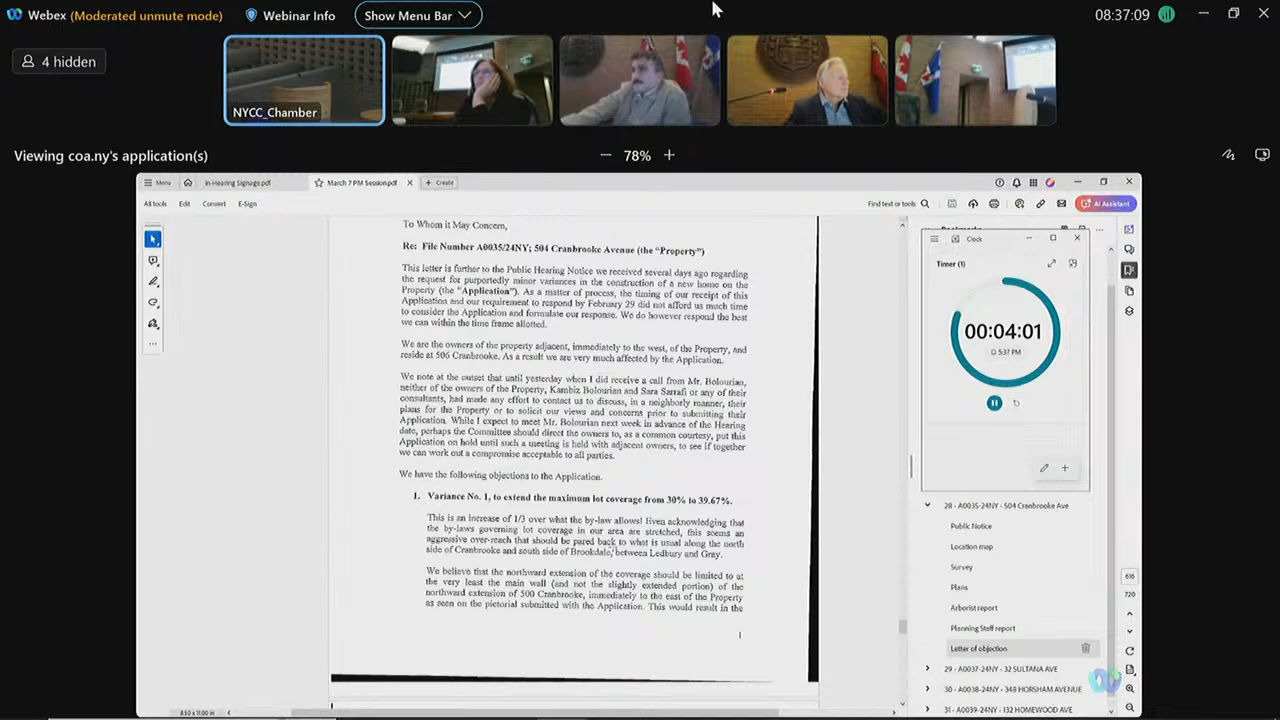 Webex (Moderated unmute mode) Webinar Info Show Menu Bar 08:37:09
4 hidden
NYCC_Chamber
Viewing coa.ny's application(s)
78%
Menu In-Hearing Signage.pdf March 7 PM Session.pdf Create
All tools Edit Convert E-Sign Find text or tools AI Assistant
To Whom it May Concern,
Re: File Number A0035/24NY; 504 Cranbrooke Avenue (the "Property")
This letter is further to the Public Hearing Notice we received several days ago regarding
the request for purportedly minor variances in the construction of a new home on the
Property (the "Application"). As a matter of process, the timing of our receipt of this
Application and our requirement to respond by February 29 did not afford us much time
to consider the Application and formulate our response. We do however respond the best
we can within the time frame allotted.
We are the owners of the property adjacent, immediately to the west, of the Property, and
reside at 506 Cranbrooke. As a result we are very much affected by the Application.
We note at the outset that until yesterday when I did receive a call from Mr. Bolourian,
neither of the owners of the Property, Kambiz Bolourian and Sara Sarrafi or any of their
consultants, had made any effort to contact us to discuss, in a neighborly manner, their
plans for the Property or to solicit our views and concerns prior to submitting their
Application. While I expect to meet Mr. Bolourian next week in advance of the Hearing
date, perhaps the Committee should direct the owners to, as a common courtesy, put this
Application on hold until such a meeting is held with adjacent owners, to see if together
we can work out a compromise acceptable to all parties.
We have the following objections to the Application.
1. Variance No. 1, to extend the maximum lot coverage from 30% to 39.67%.
This is an increase of 1/3 over what the by-law allows! Even acknowledging that
the by-laws governing lot coverage in our area are stretched, this seems an
aggressive over-reach that should be pared back to what is usual along the north
side of Cranbrooke and south side of Brookdale, between Ledbury and Grey.
We believe that the northward extension of the coverage should be limited to at
the very least the main wall (and not the slightly extended portion) of the
northward extension of 500 Cranbrooke, immediately to the east of the Property
as seen on the pictorial submitted with the Application. This would result in the
1
8.50 x 11.00 in
Clock
Timer (1)
00:04:01
5:37 PM
28 - A0035-24NY - 504 Cranbrooke Ave
Public Notice
Location map
Survey
Plans
Arborist report
Planning Staff report
Letter of objection
29 - A0037-24NY - 32 SULTANA AVE
30 - A0038-24NY - 348 HORSHAM AVENUE
31 - A0039-24NY - 132 HOMEWOOD AVE
616
720